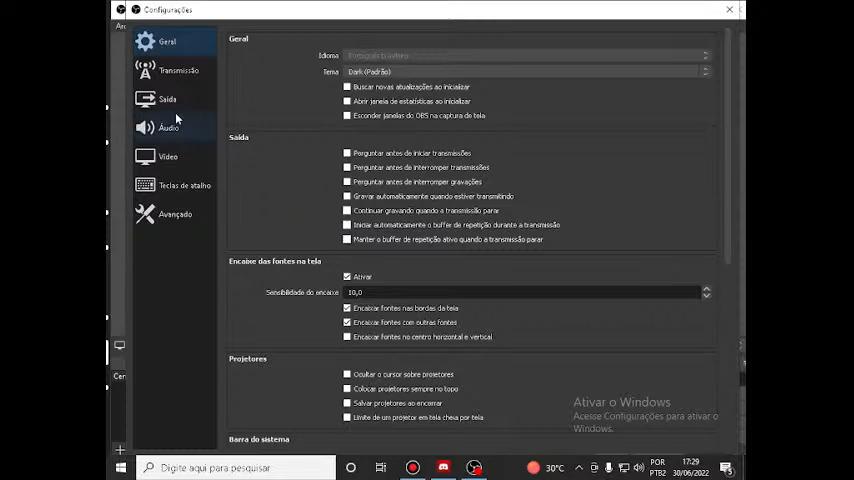 Configurações
Geral
Transmissão
Saída
Áudio
Vídeo
Teclas de atalho
Avançado
Geral
Idioma
Tema Dark (Padrão)
Buscar novas atualizações ao inicializar
Abrir janela de estatísticas ao inicializar
Esconder janelas do OBS na captura de tela
Saída
Perguntar antes de iniciar transmissões
Perguntar antes de interromper transmissões
Perguntar antes de interromper gravações
Gravar automaticamente quando estiver transmitindo
Continuar gravando quando a transmissão parar
Iniciar automaticamente o buffer de repetição durante a transmissão
Manter o buffer de repetição ativo quando a transmissão parar
Encaixe das fontes na tela
Ativar
Sensibilidade do encaixe 10,0
Encaixar fontes nas bordas da tela
Encaixar fontes com outras fontes
Encaixar fontes no centro horizontal e vertical
Projetores
Ocultar o cursor sobre projetores
Colocar projetores sempre no topo
Salvar projetores ao encerrar
Limite de um projetor em tela cheia por tela
Barra do sistema
Ativar o Windows
Acesse Configurações para ativar o
Windows.
Digite aqui para pesquisar
30°C
POR
PTB2
17:29
30/06/2022
5